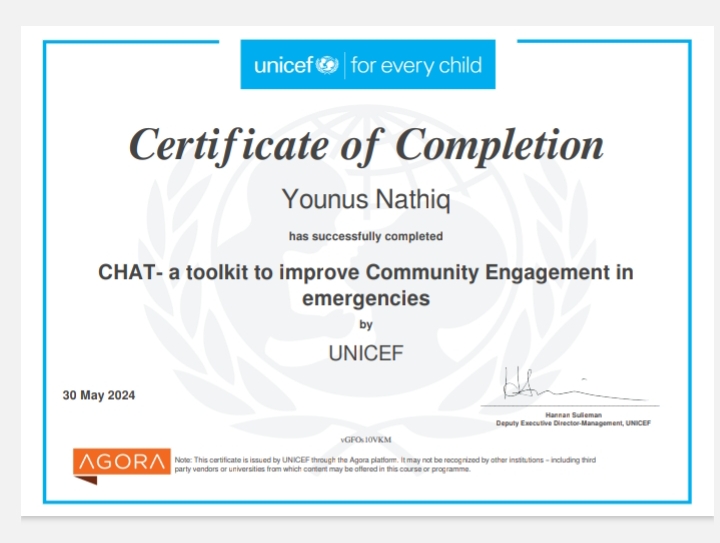 unicef for every child
Certificate of Completion
Younus Nathiq
has successfully completed
CHAT- a toolkit to improve Community Engagement in
emergencies
by
UNICEF
30 May 2024
Hannan Sulieman
Deputy Executive Director-Management, UNICEF
vGFOs10VKM
AGORA
Note: This certificate is issued by UNICEF through the Agora platform. It may not be recognized by other institutions – including third
party vendors or universities from which content may be offered in this course or programme.